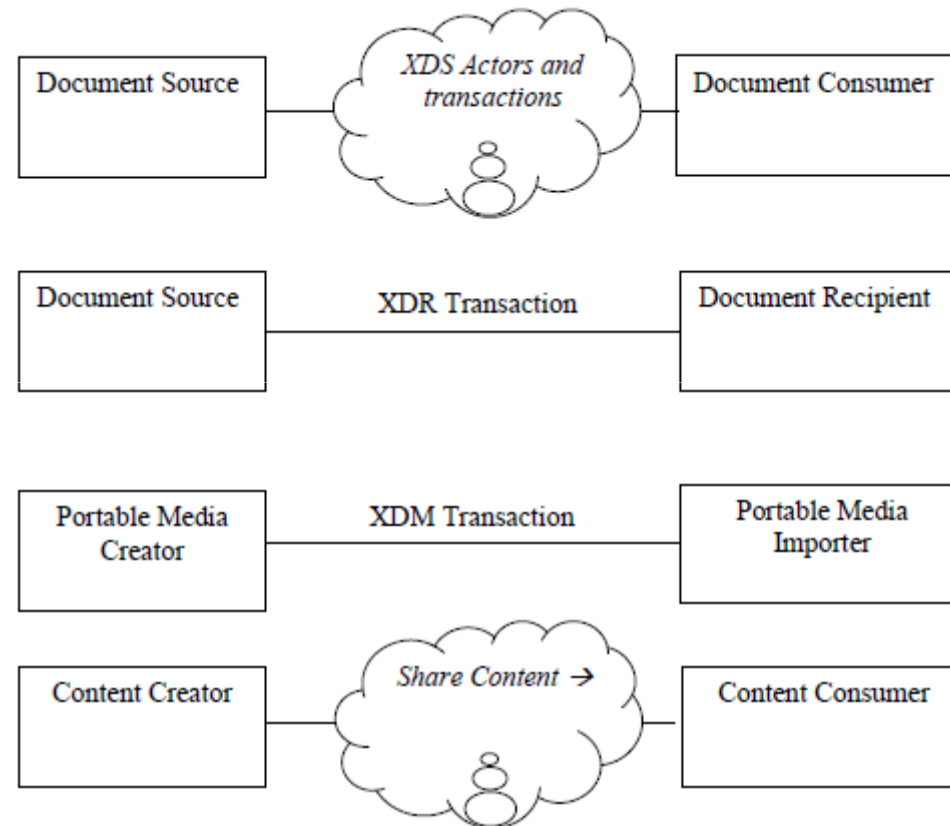 Document Source
XDS Actors and
transactions
Document Consumer
Document Source
XDR Transaction
Document Recipient
Portable Media
Creator
XDM Transaction
Portable Media
Importer
Content Creator
Share Content →
Content Consumer